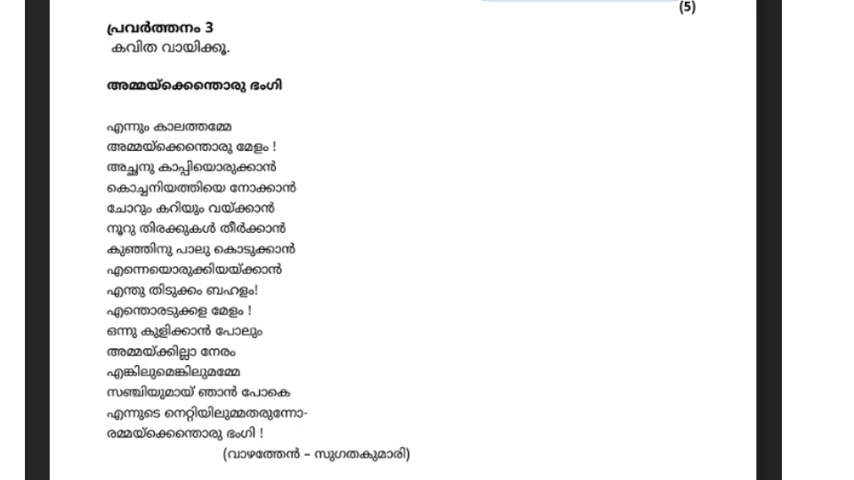 (5)
പ്രവർത്തനം 3
കവിത വായിക്കൂ.
അമ്മയ്ക്കെന്തൊരു ഭംഗി
എന്നും കാലത്തമ്മേ
അമ്മയ്ക്കെന്തൊരു മേളം !
അച്ഛനു കാപ്പിയൊരുക്കാൻ
കൊച്ചനിയത്തിയെ നോക്കാൻ
ചോറും കറിയും വയ്ക്കാൻ
നൂറു തിരക്കുകൾ തീർക്കാൻ
കുഞ്ഞിനു പാലു കൊടുക്കാൻ
എന്നെയൊരുക്കിയയ്ക്കാൻ
എന്തു തിടുക്കം ബഹളം!
എന്തൊരടുക്കള മേളം !
ഒന്നു കുളിക്കാൻ പോലും
അമ്മയ്ക്കില്ലാ നേരം
എങ്കിലുമെങ്കിലുമമ്മേ
സഞ്ചിയുമായ് ഞാൻ പോകെ
എന്നുടെ നെറ്റിയിലുമ്മതരുന്നോ-
രമ്മയ്ക്കെന്തൊരു ഭംഗി !
(വാഴത്തേൻ – സുഗതകുമാരി)